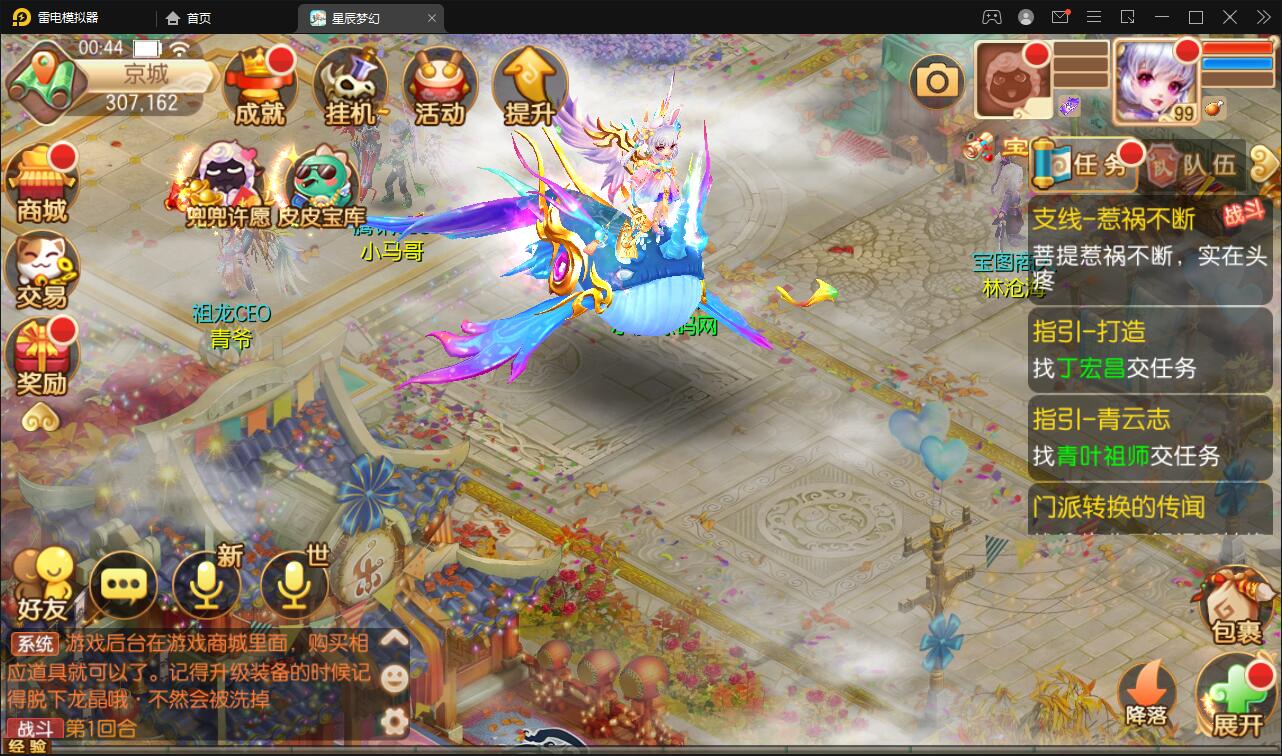 雷电模拟器
首页
星辰梦幻
00:44
京城
307,162
成就
挂机
活动
提升
99
任务
队伍
商城
兜兜许愿
皮皮宝库
小马哥
支线-惹祸不断
战斗
菩提惹祸不断，实在头
疼
交易
祖龙CEO
青爷
码网
宝图商
林沧海
指引-打造
找丁宏昌交任务
奖励
指引-青云志
找青叶祖师交任务
门派转换的传闻
新
世
好友
包裹
系统 游戏后台在游戏商城里面，购买相
应道具就可以了。记得升级装备的时候记
得脱下龙晶哦·不然会被洗掉
战斗 第1回合
降落
展开
经验